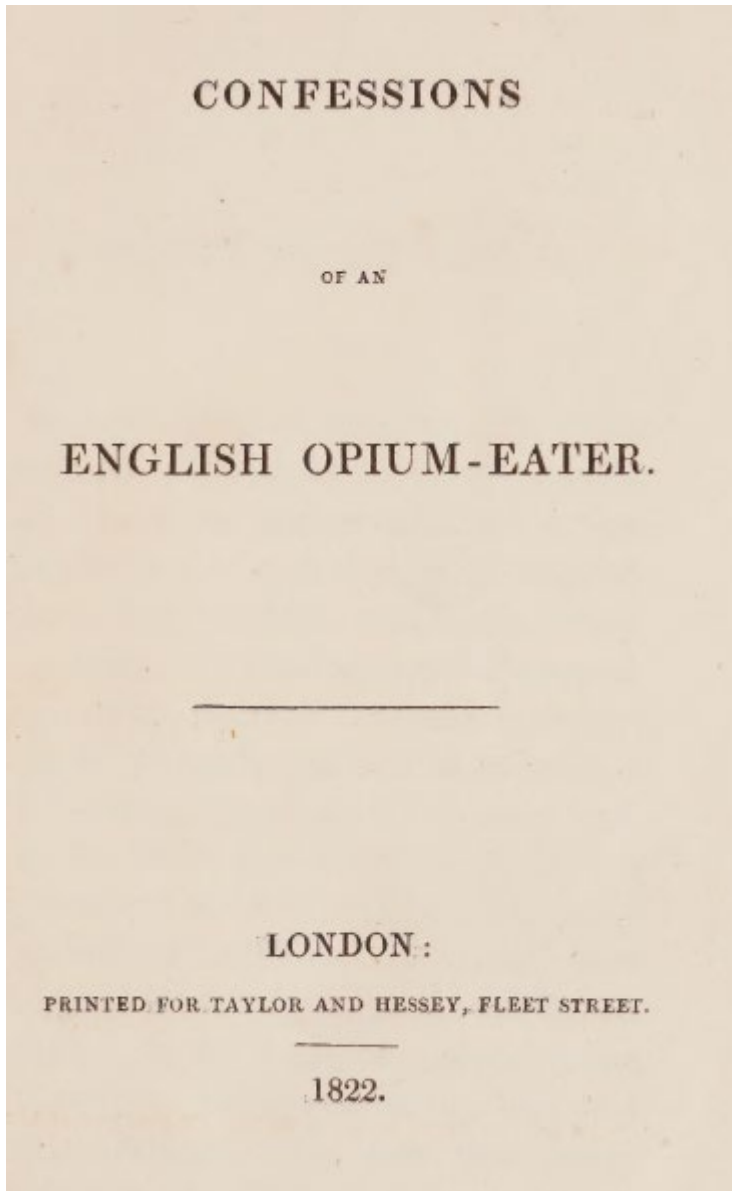 CONFESSIONS
OF AN
ENGLISH OPIUM-EATER.
LONDON:
PRINTED FOR TAYLOR AND HESSEY, FLEET STREET.
1822.